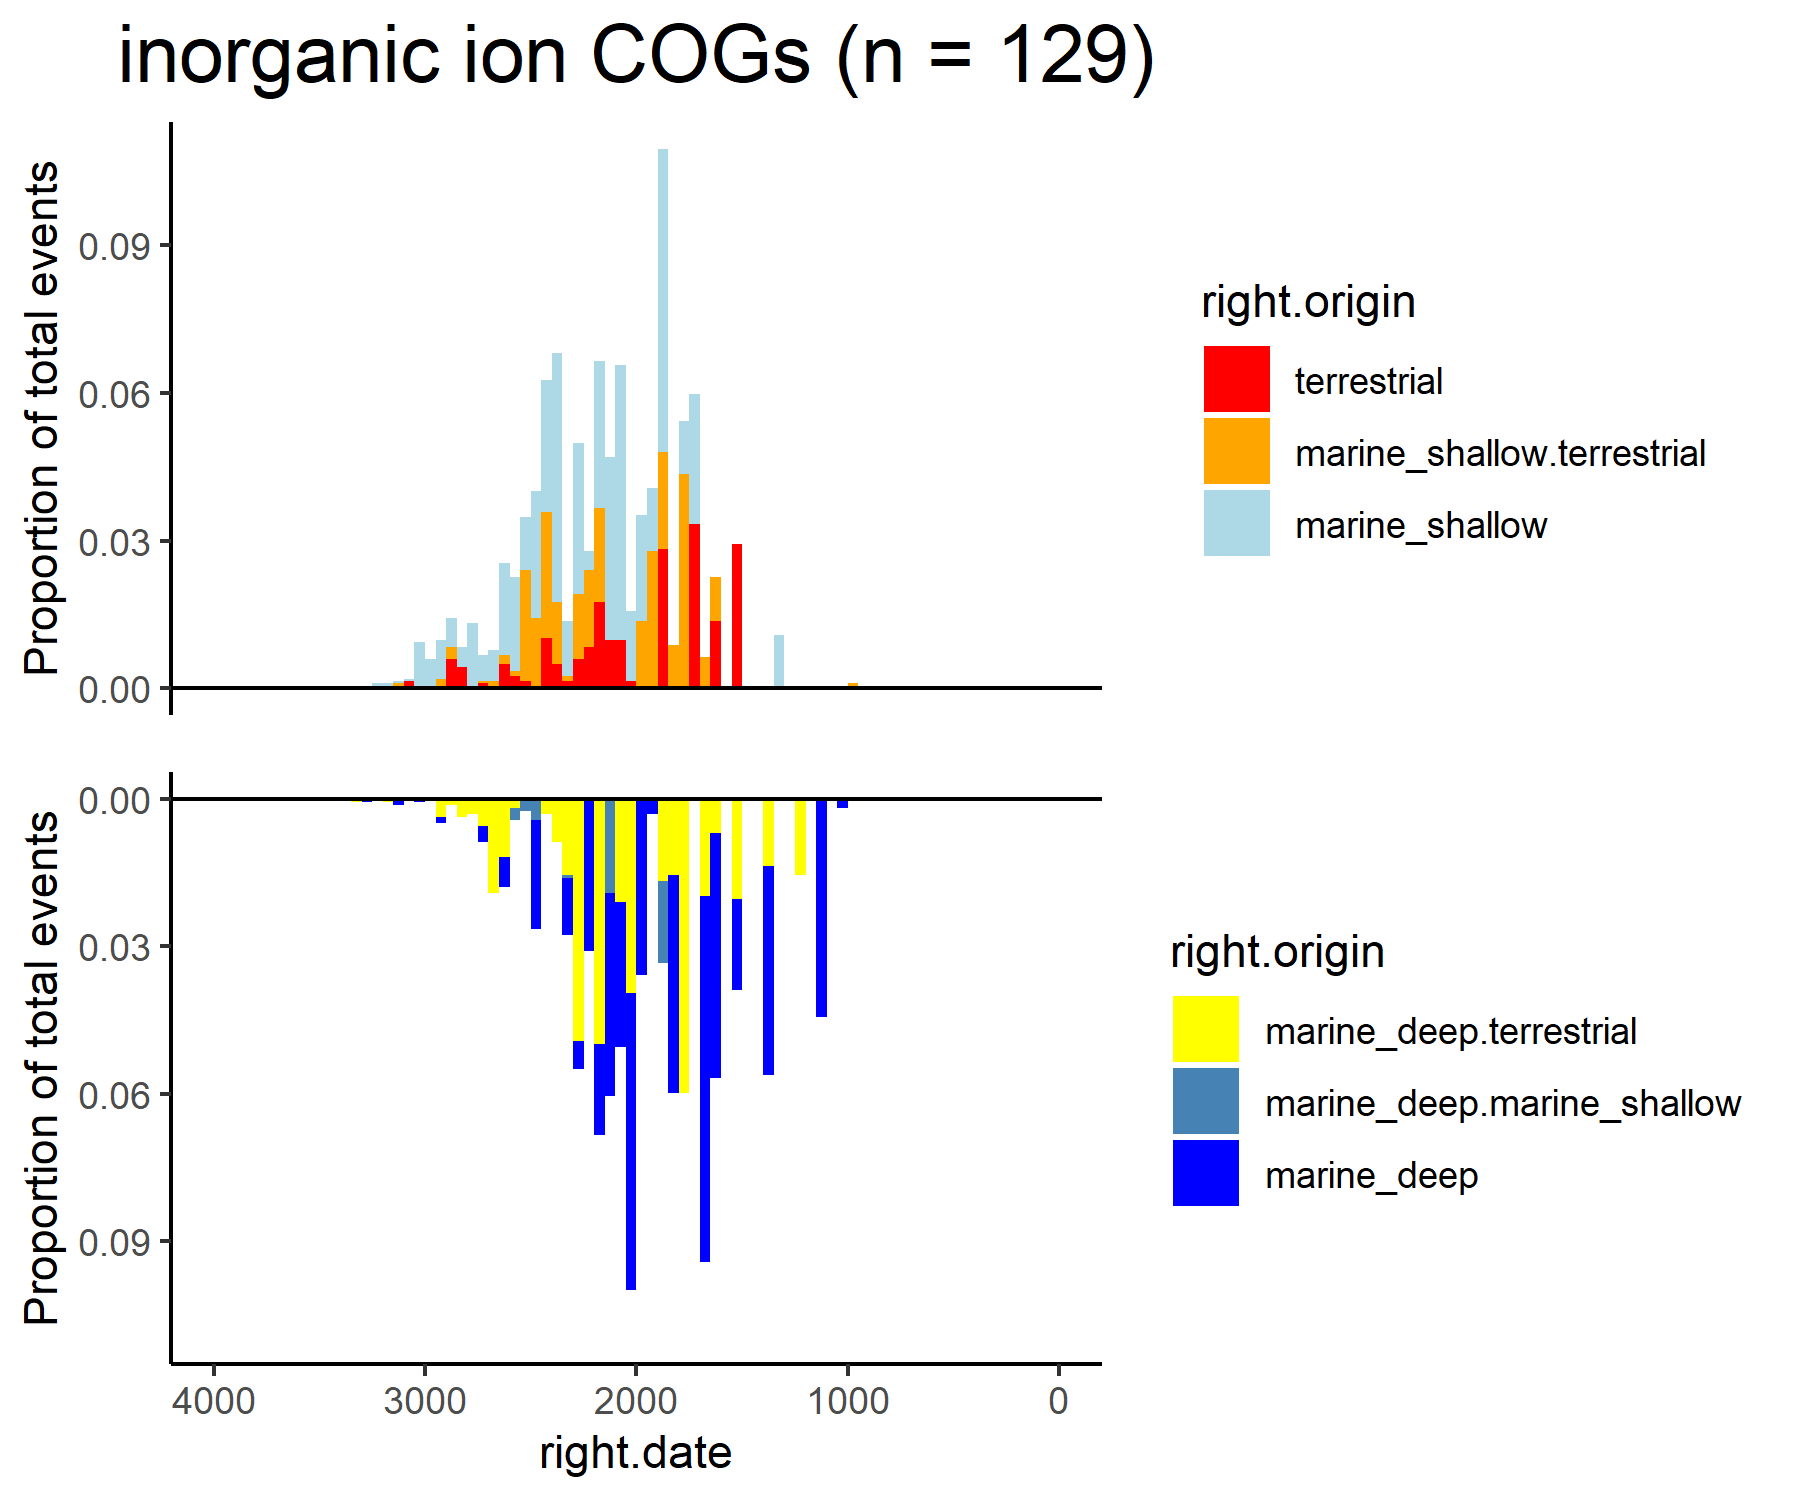 inorganic ion COGs (n = 129)
Proportion of total events
0.09
0.06
0.03
0.00
right.origin
terrestrial
marine_shallow.terrestrial
marine_shallow
Proportion of total events
0.00
0.03
0.06
0.09
right.origin
marine_deep.terrestrial
marine_deep.marine_shallow
marine_deep
4000 3000 2000 1000 0
right.date